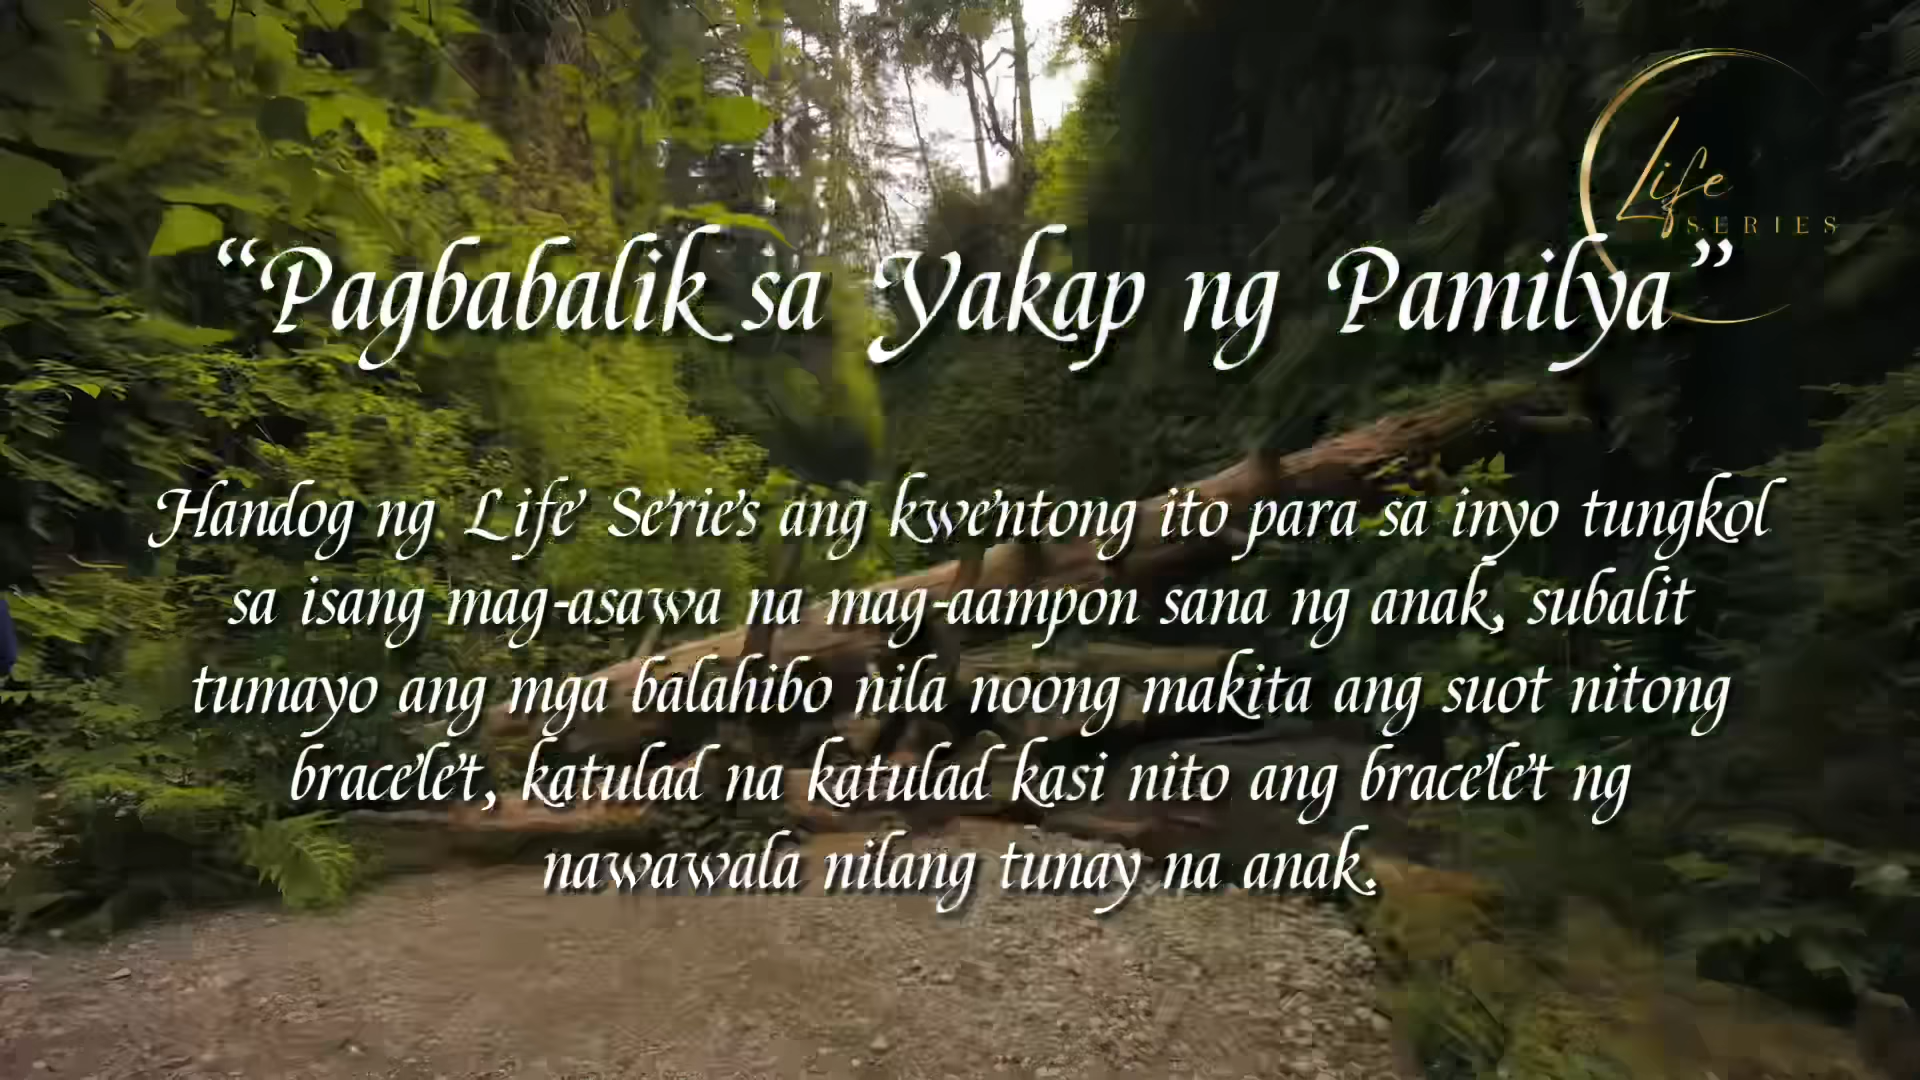 Life
SERIES
“Pagbabalik sa Yakap ng Pamilya”
Handog ng Life Series ang kwentong ito para sa inyo tungkol
sa isang mag-asawa na mag-aampon sana ng anak, subalit
tumayo ang mga balahibo nila noong makita ang suot nitong
bracelet, katulad na katulad kasi nito ang bracelet ng
nawawala nilang tunay na anak.